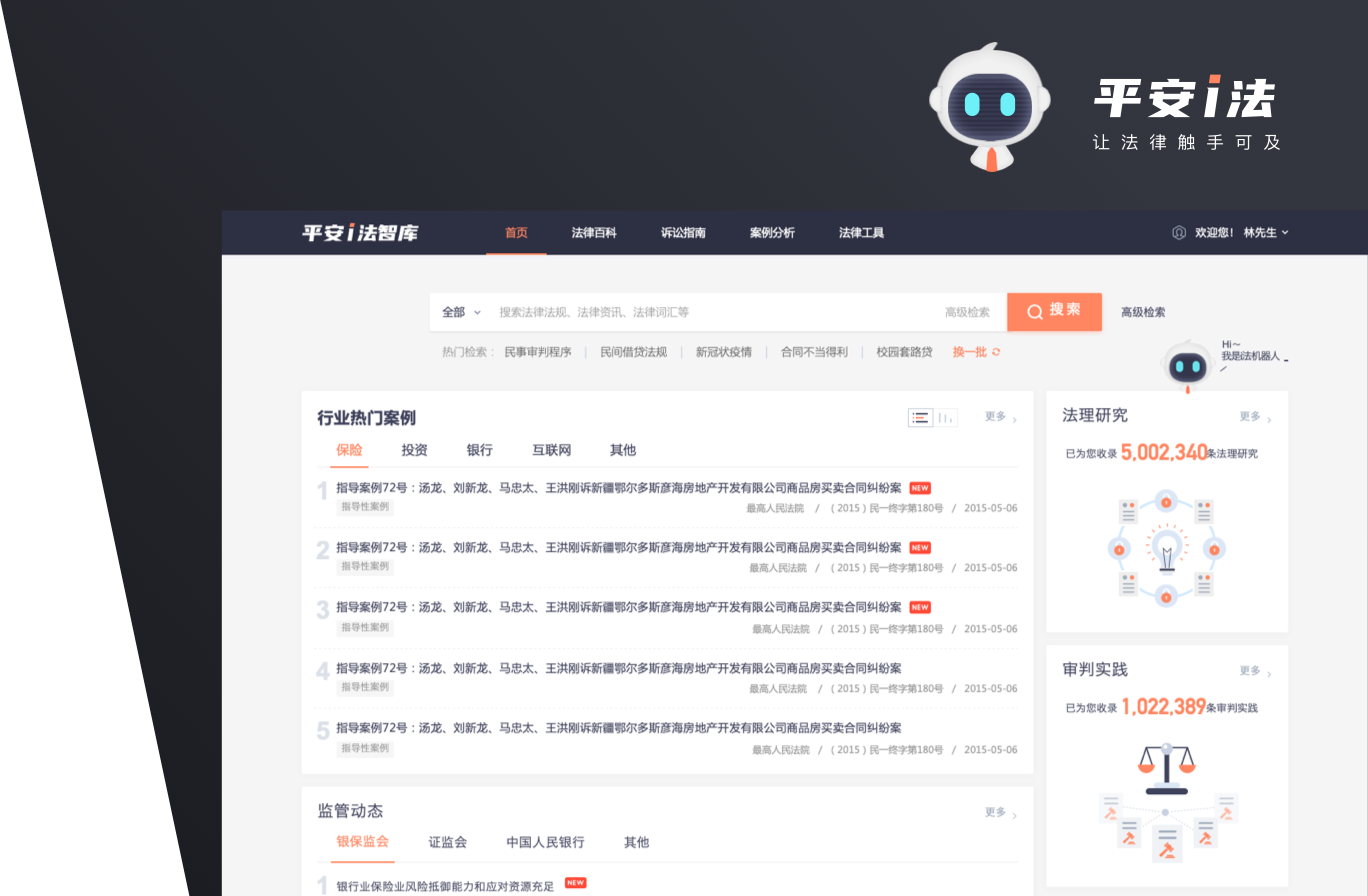 平安i法
让法律触手可及
平安i法智库
首页 法律百科 诉讼指南 案例分析 法律工具
欢迎您！ 林先生
全部 搜索法律法规、法律资讯、法律词汇等 高级检索 搜索 高级检索
热门检索： 民事审判程序 | 民间借贷法规 | 新冠状疫情 | 合同不当得利 | 校园套路贷 换一批
Hi～
我是i法机器人
行业热门案例 更多
保险 投资 银行 互联网 其他
1 指导案例72号：汤龙、刘新龙、马忠太、王洪刚诉新疆鄂尔多斯彦海房地产开发有限公司商品房买卖合同纠纷案 NEW
指导性案例 最高人民法院 / （2015）民一终字第180号 / 2015-05-06
2 指导案例72号：汤龙、刘新龙、马忠太、王洪刚诉新疆鄂尔多斯彦海房地产开发有限公司商品房买卖合同纠纷案 NEW
指导性案例 最高人民法院 / （2015）民一终字第180号 / 2015-05-06
3 指导案例72号：汤龙、刘新龙、马忠太、王洪刚诉新疆鄂尔多斯彦海房地产开发有限公司商品房买卖合同纠纷案 NEW
指导性案例 最高人民法院 / （2015）民一终字第180号 / 2015-05-06
4 指导案例72号：汤龙、刘新龙、马忠太、王洪刚诉新疆鄂尔多斯彦海房地产开发有限公司商品房买卖合同纠纷案
指导性案例 最高人民法院 / （2015）民一终字第180号 / 2015-05-06
5 指导案例72号：汤龙、刘新龙、马忠太、王洪刚诉新疆鄂尔多斯彦海房地产开发有限公司商品房买卖合同纠纷案
指导性案例 最高人民法院 / （2015）民一终字第180号 / 2015-05-06
监管动态 更多
银保监会 证监会 中国人民银行 其他
1 银行业保险业风险抵御能力和应对资源充足 NEW
法理研究 更多
已为您收录 5,002,340条法理研究
审判实践 更多
已为您收录 1,022,389条审判实践